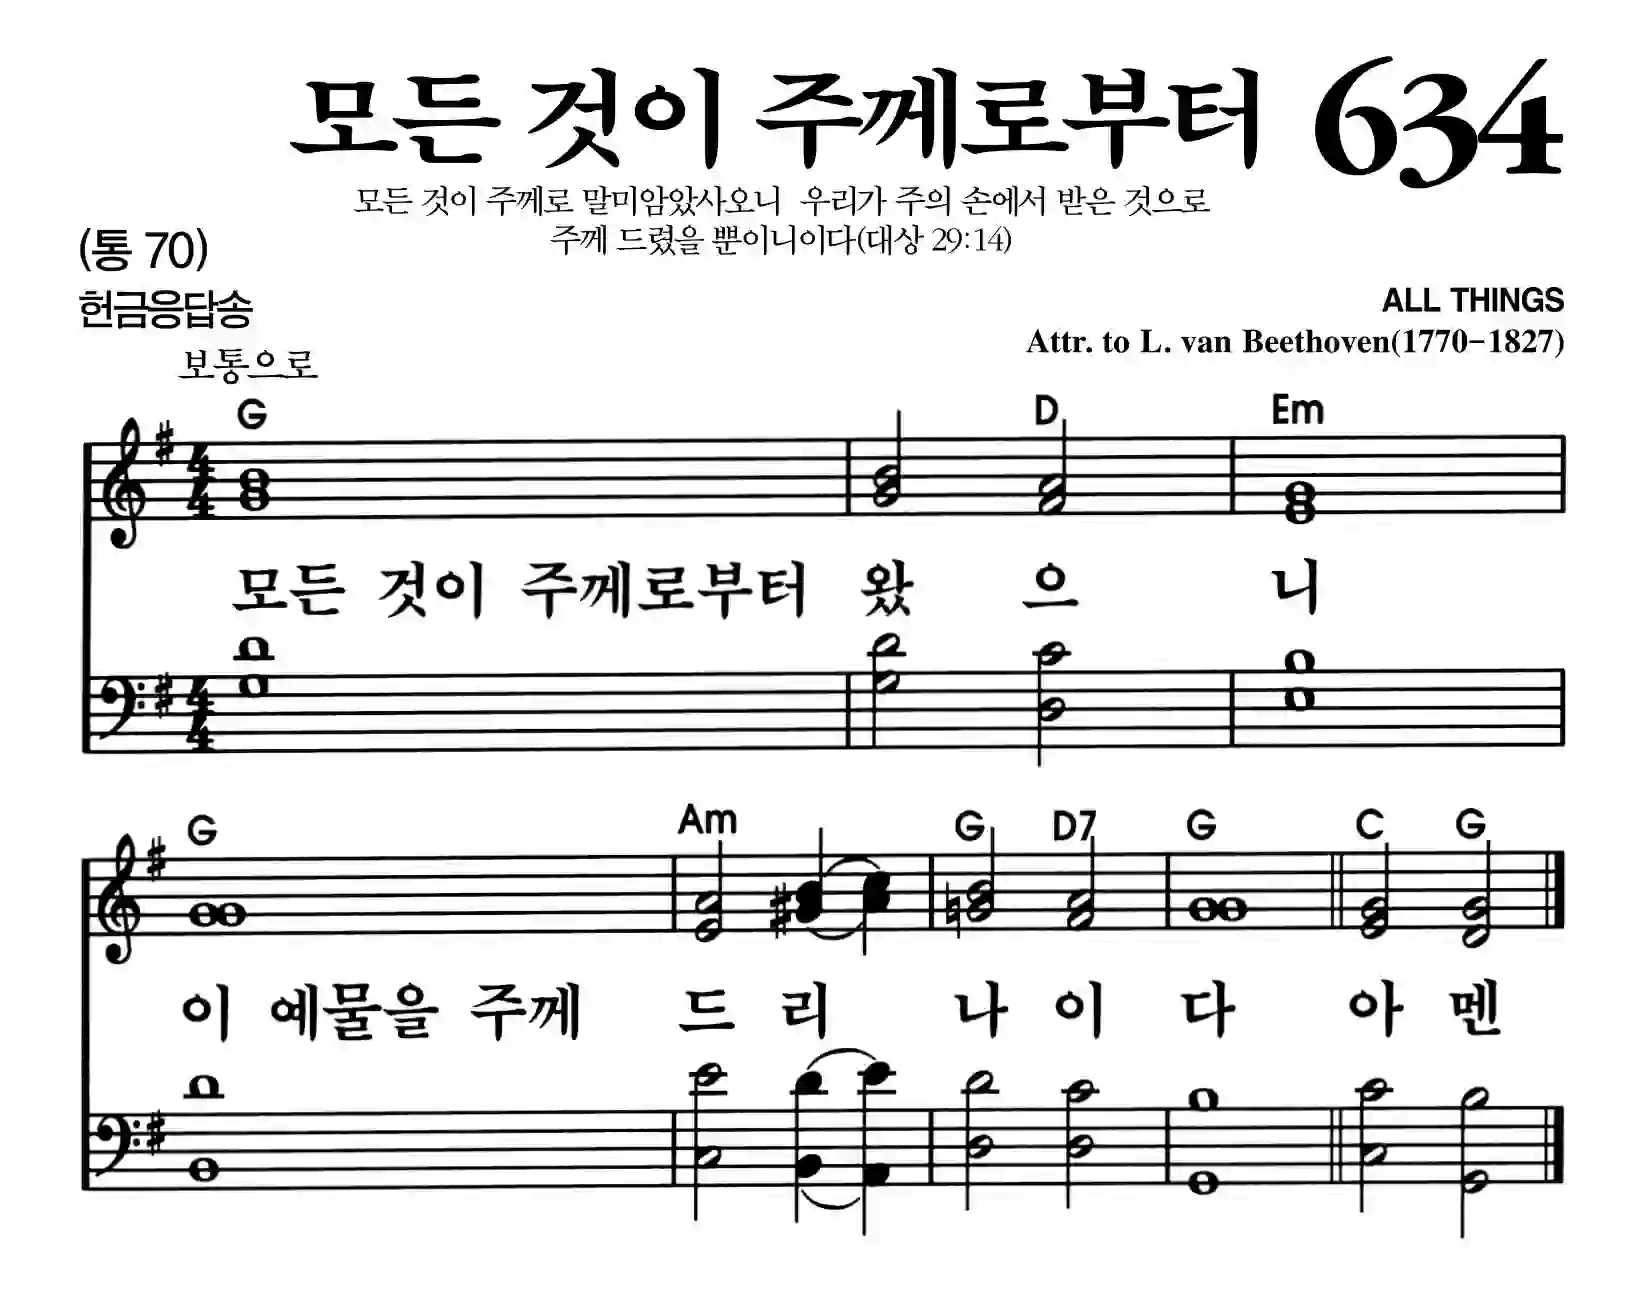 모든 것이 주께로부터 634
모든 것이 주께로 말미암았사오니 우리가 주의 손에서 받은 것으로
주께 드렸을 뿐이니이다(대상 29:14)
(통 70)
헌금응답송
ALL THINGS
Attr. to L. van Beethoven(1770-1827)
보통으로
G D Em
4 4
모든 것이 주께로부터 왔 으 니
4 4
G Am G D7 G C G
이 예물을 주께 드 리 나 이 다 아 멘